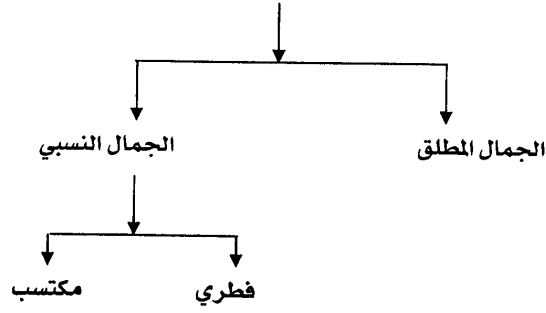 الجمال المطلق
الجمال النسبي
فطري
مكتسب